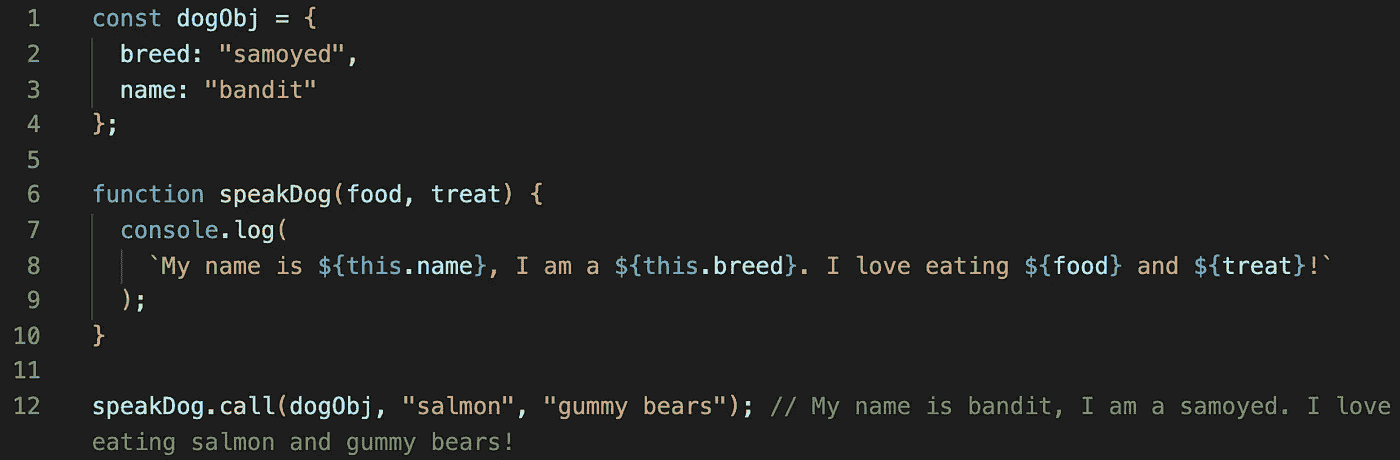 1 const dogObj = {
2 breed: "samoyed",
3 name: "bandit"
4 };
5
6 function speakDog(food, treat) {
7 console.log(
8 `My name is ${this.name}, I am a ${this.breed}. I love eating ${food} and ${treat}!`
9 );
10 }
11
12 speakDog.call(dogObj, "salmon", "gummy bears"); // My name is bandit, I am a samoyed. I love
eating salmon and gummy bears!